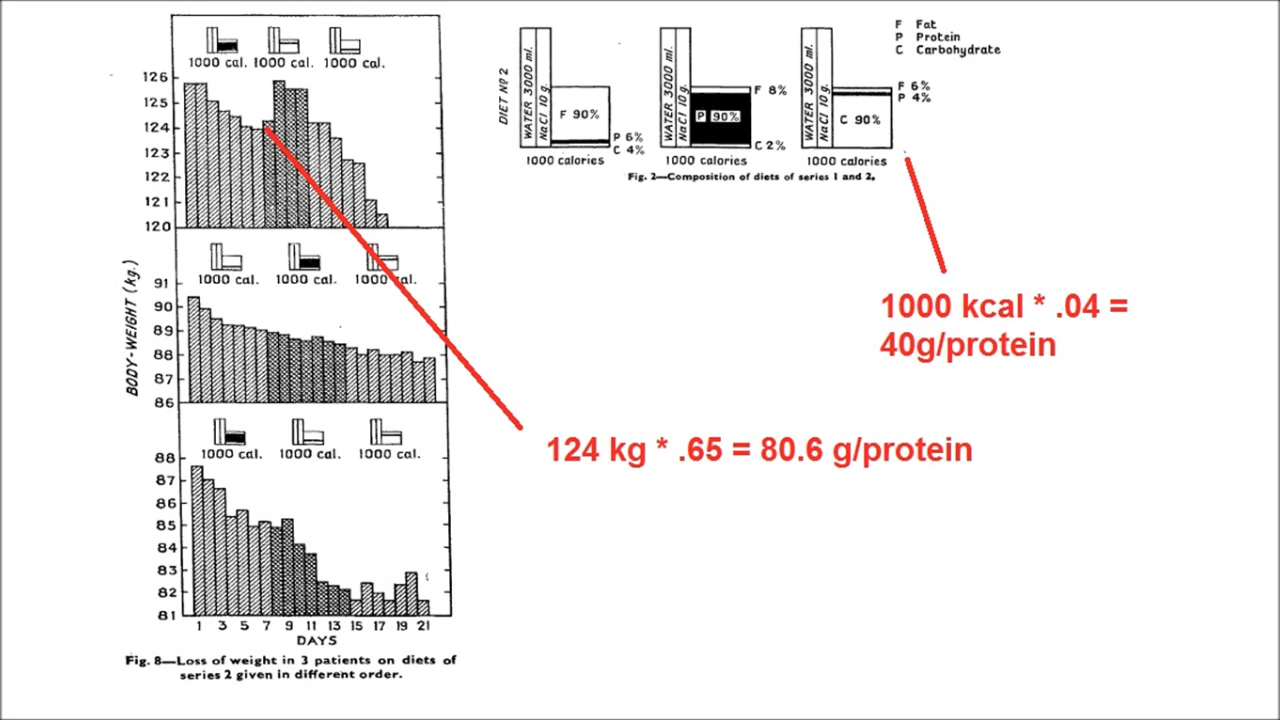 1000 cal. 1000 cal. 1000 cal.
126
125
124
123
122
121
120
1000 cal. 1000 cal. 1000 cal.
91
90
89
88
87
86
1000 cal. 1000 cal. 1000 cal.
88
87
86
85
84
83
82
81
BODY-WEIGHT (kg.)
1 3 5 7 9 11 13 15 17 19 21
DAYS
Fig. 8—Loss of weight in 3 patients on diets of
series 2 given in different order.
DIET Nº 2
WATER 3000 ml.
NaCl 10 g.
F 90%
P 6%
C 4%
1000 calories
WATER 3000 ml.
NaCl 10 g.
F 8%
P 90%
C 2%
1000 calories
WATER 3000 ml.
NaCl 10 g.
F 6%
P 4%
C 90%
1000 calories
Fig. 2—Composition of diets of series 1 and 2.
F Fat
P Protein
C Carbohydrate
1000 kcal * .04 =
40g/protein
124 kg * .65 = 80.6 g/protein